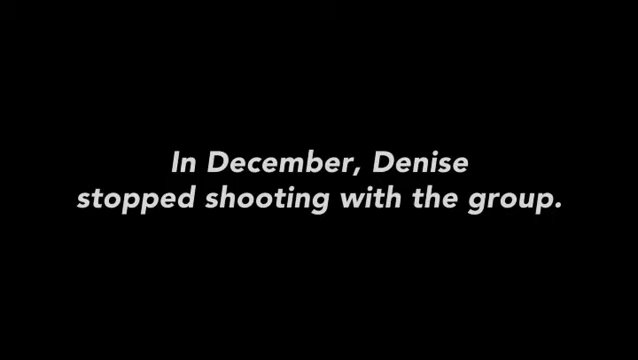 In December, Denise
stopped shooting with the group.